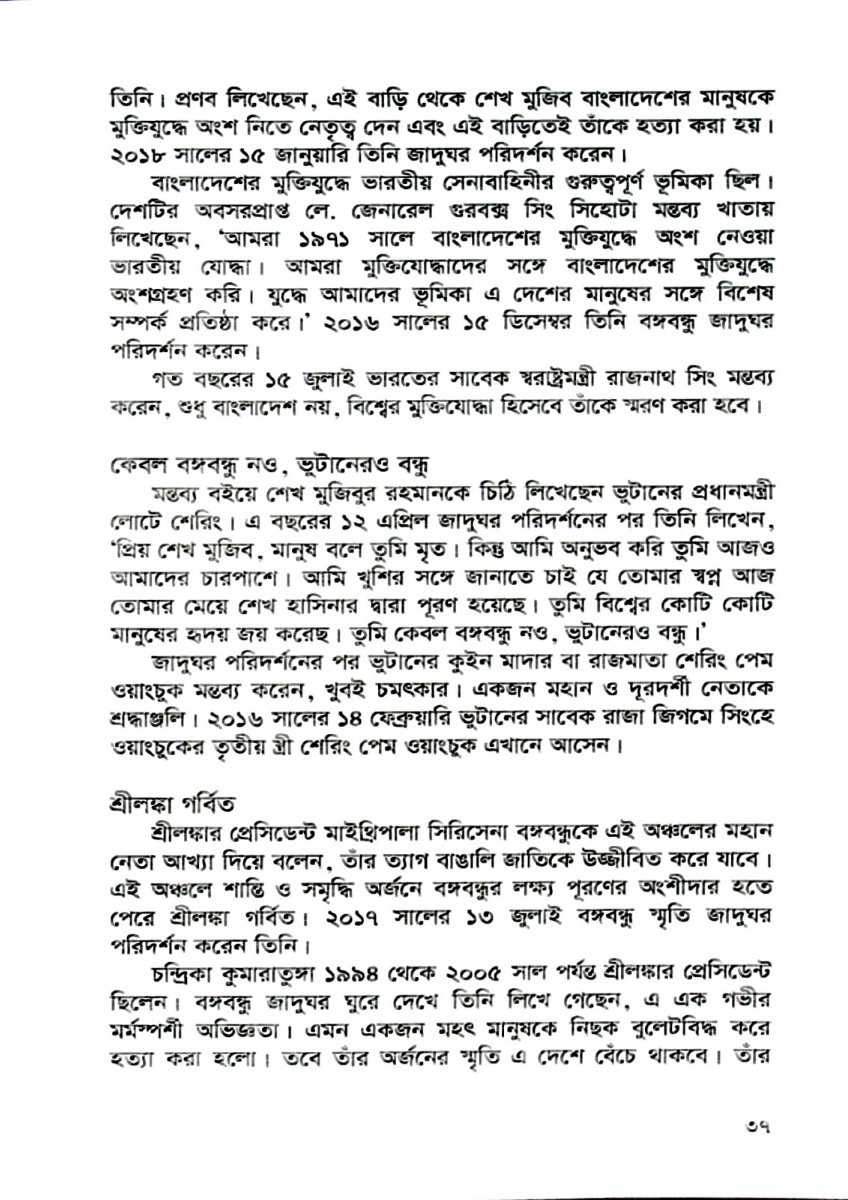 তিনি। প্রণব লিখেছেন, এই বাড়ি থেকে শেখ মুজিব বাংলাদেশের মানুষকে
মুক্তিযুদ্ধে অংশ নিতে নেতৃত্ব দেন এবং এই বাড়িতেই তাঁকে হত্যা করা হয়।
২০১৮ সালের ১৫ জানুয়ারি তিনি জাদুঘর পরিদর্শন করেন।
বাংলাদেশের মুক্তিযুদ্ধে ভারতীয় সেনাবাহিনীর গুরুত্বপূর্ণ ভূমিকা ছিল।
দেশটির অবসরপ্রাপ্ত লে. জেনারেল গুরবক্স সিং সিহোটা মন্তব্য খাতায়
লিখেছেন, ‘আমরা ১৯৭১ সালে বাংলাদেশের মুক্তিযুদ্ধে অংশ নেওয়া
ভারতীয় যোদ্ধা। আমরা মুক্তিযোদ্ধাদের সঙ্গে বাংলাদেশের মুক্তিযুদ্ধে
অংশগ্রহণ করি। যুদ্ধে আমাদের ভূমিকা এ দেশের মানুষের সঙ্গে বিশেষ
সম্পর্ক প্রতিষ্ঠা করে।’ ২০১৬ সালের ১৫ ডিসেম্বর তিনি বঙ্গবন্ধু জাদুঘর
পরিদর্শন করেন।
গত বছরের ১৫ জুলাই ভারতের সাবেক স্বরাষ্ট্রমন্ত্রী রাজনাথ সিং মন্তব্য
করেন, শুধু বাংলাদেশ নয়, বিশ্বের মুক্তিযোদ্ধা হিসেবে তাঁকে স্মরণ করা হবে।
কেবল বঙ্গবন্ধু নও, ভুটানেরও বন্ধু
মন্তব্য বইয়ে শেখ মুজিবুর রহমানকে চিঠি লিখেছেন ভুটানের প্রধানমন্ত্রী
লোটে শেরিং। এ বছরের ১২ এপ্রিল জাদুঘর পরিদর্শনের পর তিনি লিখেন,
‘প্রিয় শেখ মুজিব, মানুষ বলে তুমি মৃত। কিন্তু আমি অনুভব করি তুমি আজও
আমাদের চারপাশে। আমি খুশির সঙ্গে জানাতে চাই যে তোমার স্বপ্ন আজ
তোমার মেয়ে শেখ হাসিনার দ্বারা পূরণ হয়েছে। তুমি বিশ্বের কোটি কোটি
মানুষের হৃদয় জয় করেছ। তুমি কেবল বঙ্গবন্ধু নও, ভুটানেরও বন্ধু।’
জাদুঘর পরিদর্শনের পর ভুটানের কুইন মাদার বা রাজমাতা শেরিং পেম
ওয়াংচুক মন্তব্য করেন, খুবই চমৎকার। একজন মহান ও দূরদর্শী নেতাকে
শ্রদ্ধাঞ্জলি। ২০১৬ সালের ১৪ ফেব্রুয়ারি ভুটানের সাবেক রাজা জিগমে সিংহে
ওয়াংচুকের তৃতীয় স্ত্রী শেরিং পেম ওয়াংচুক এখানে আসেন।
শ্রীলঙ্কা গর্বিত
শ্রীলঙ্কার প্রেসিডেন্ট মাইথ্রিপালা সিরিসেনা বঙ্গবন্ধুকে এই অঞ্চলের মহান
নেতা আখ্যা দিয়ে বলেন, তাঁর ত্যাগ বাঙালি জাতিকে উজ্জীবিত করে যাবে।
এই অঞ্চলে শান্তি ও সমৃদ্ধি অর্জনে বঙ্গবন্ধুর লক্ষ্য পূরণের অংশীদার হতে
পেরে শ্রীলঙ্কা গর্বিত। ২০১৭ সালের ১৩ জুলাই বঙ্গবন্ধু স্মৃতি জাদুঘর
পরিদর্শন করেন তিনি।
চন্দ্রিকা কুমারাতুঙ্গা ১৯৯৪ থেকে ২০০৫ সাল পর্যন্ত শ্রীলঙ্কার প্রেসিডেন্ট
ছিলেন। বঙ্গবন্ধু জাদুঘর ঘুরে দেখে তিনি লিখে গেছেন, এ এক গভীর
মর্মস্পর্শী অভিজ্ঞতা। এমন একজন মহৎ মানুষকে নিছক বুলেটবিদ্ধ করে
হত্যা করা হলো। তবে তাঁর অর্জনের স্মৃতি এ দেশে বেঁচে থাকবে। তাঁর
৩৭